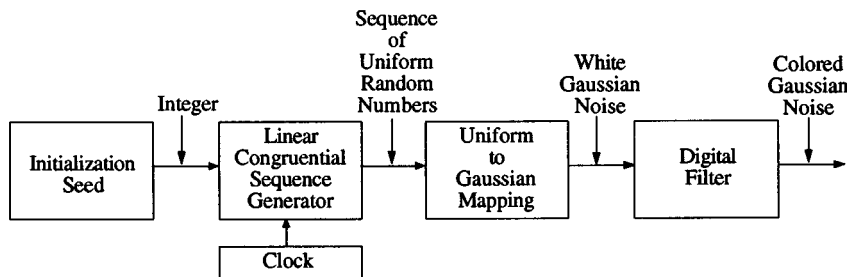 Sequence
of
Uniform
Random
Numbers
White
Gaussian
Noise
Colored
Gaussian
Noise
Integer
Initialization
Seed
Linear
Congruential
Sequence
Generator
Uniform
to
Gaussian
Mapping
Digital
Filter
Clock